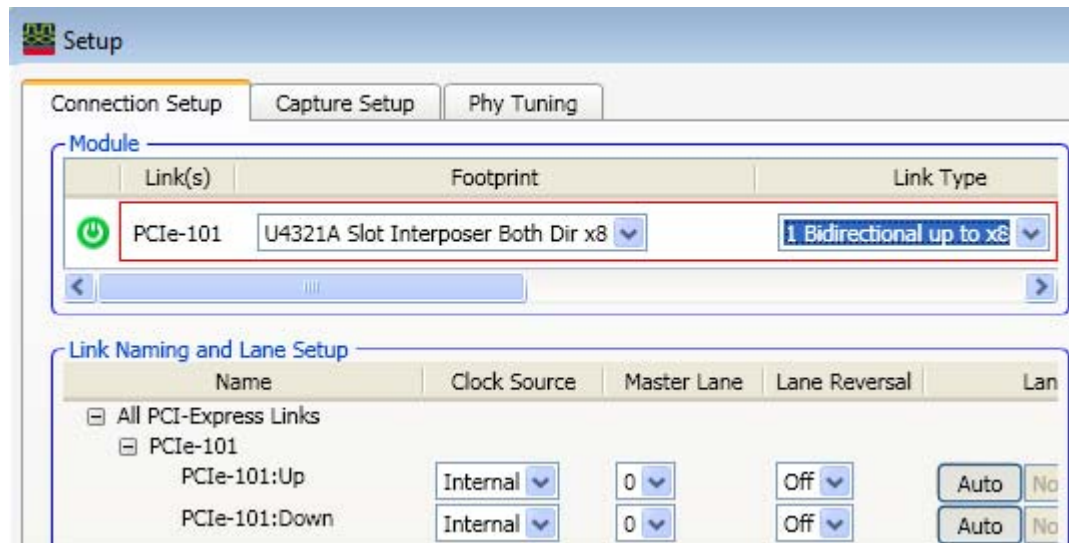 Setup
Connection Setup Capture Setup Phy Tuning
Module
Link(s) Footprint Link Type
PCIe-101 U4321A Slot Interposer Both Dir x8 1 Bidirectional up to x8
Link Naming and Lane Setup
Name Clock Source Master Lane Lane Reversal Lan
All PCI-Express Links
PCIe-101
PCIe-101:Up Internal 0 Off Auto No
PCIe-101:Down Internal 0 Off Auto No